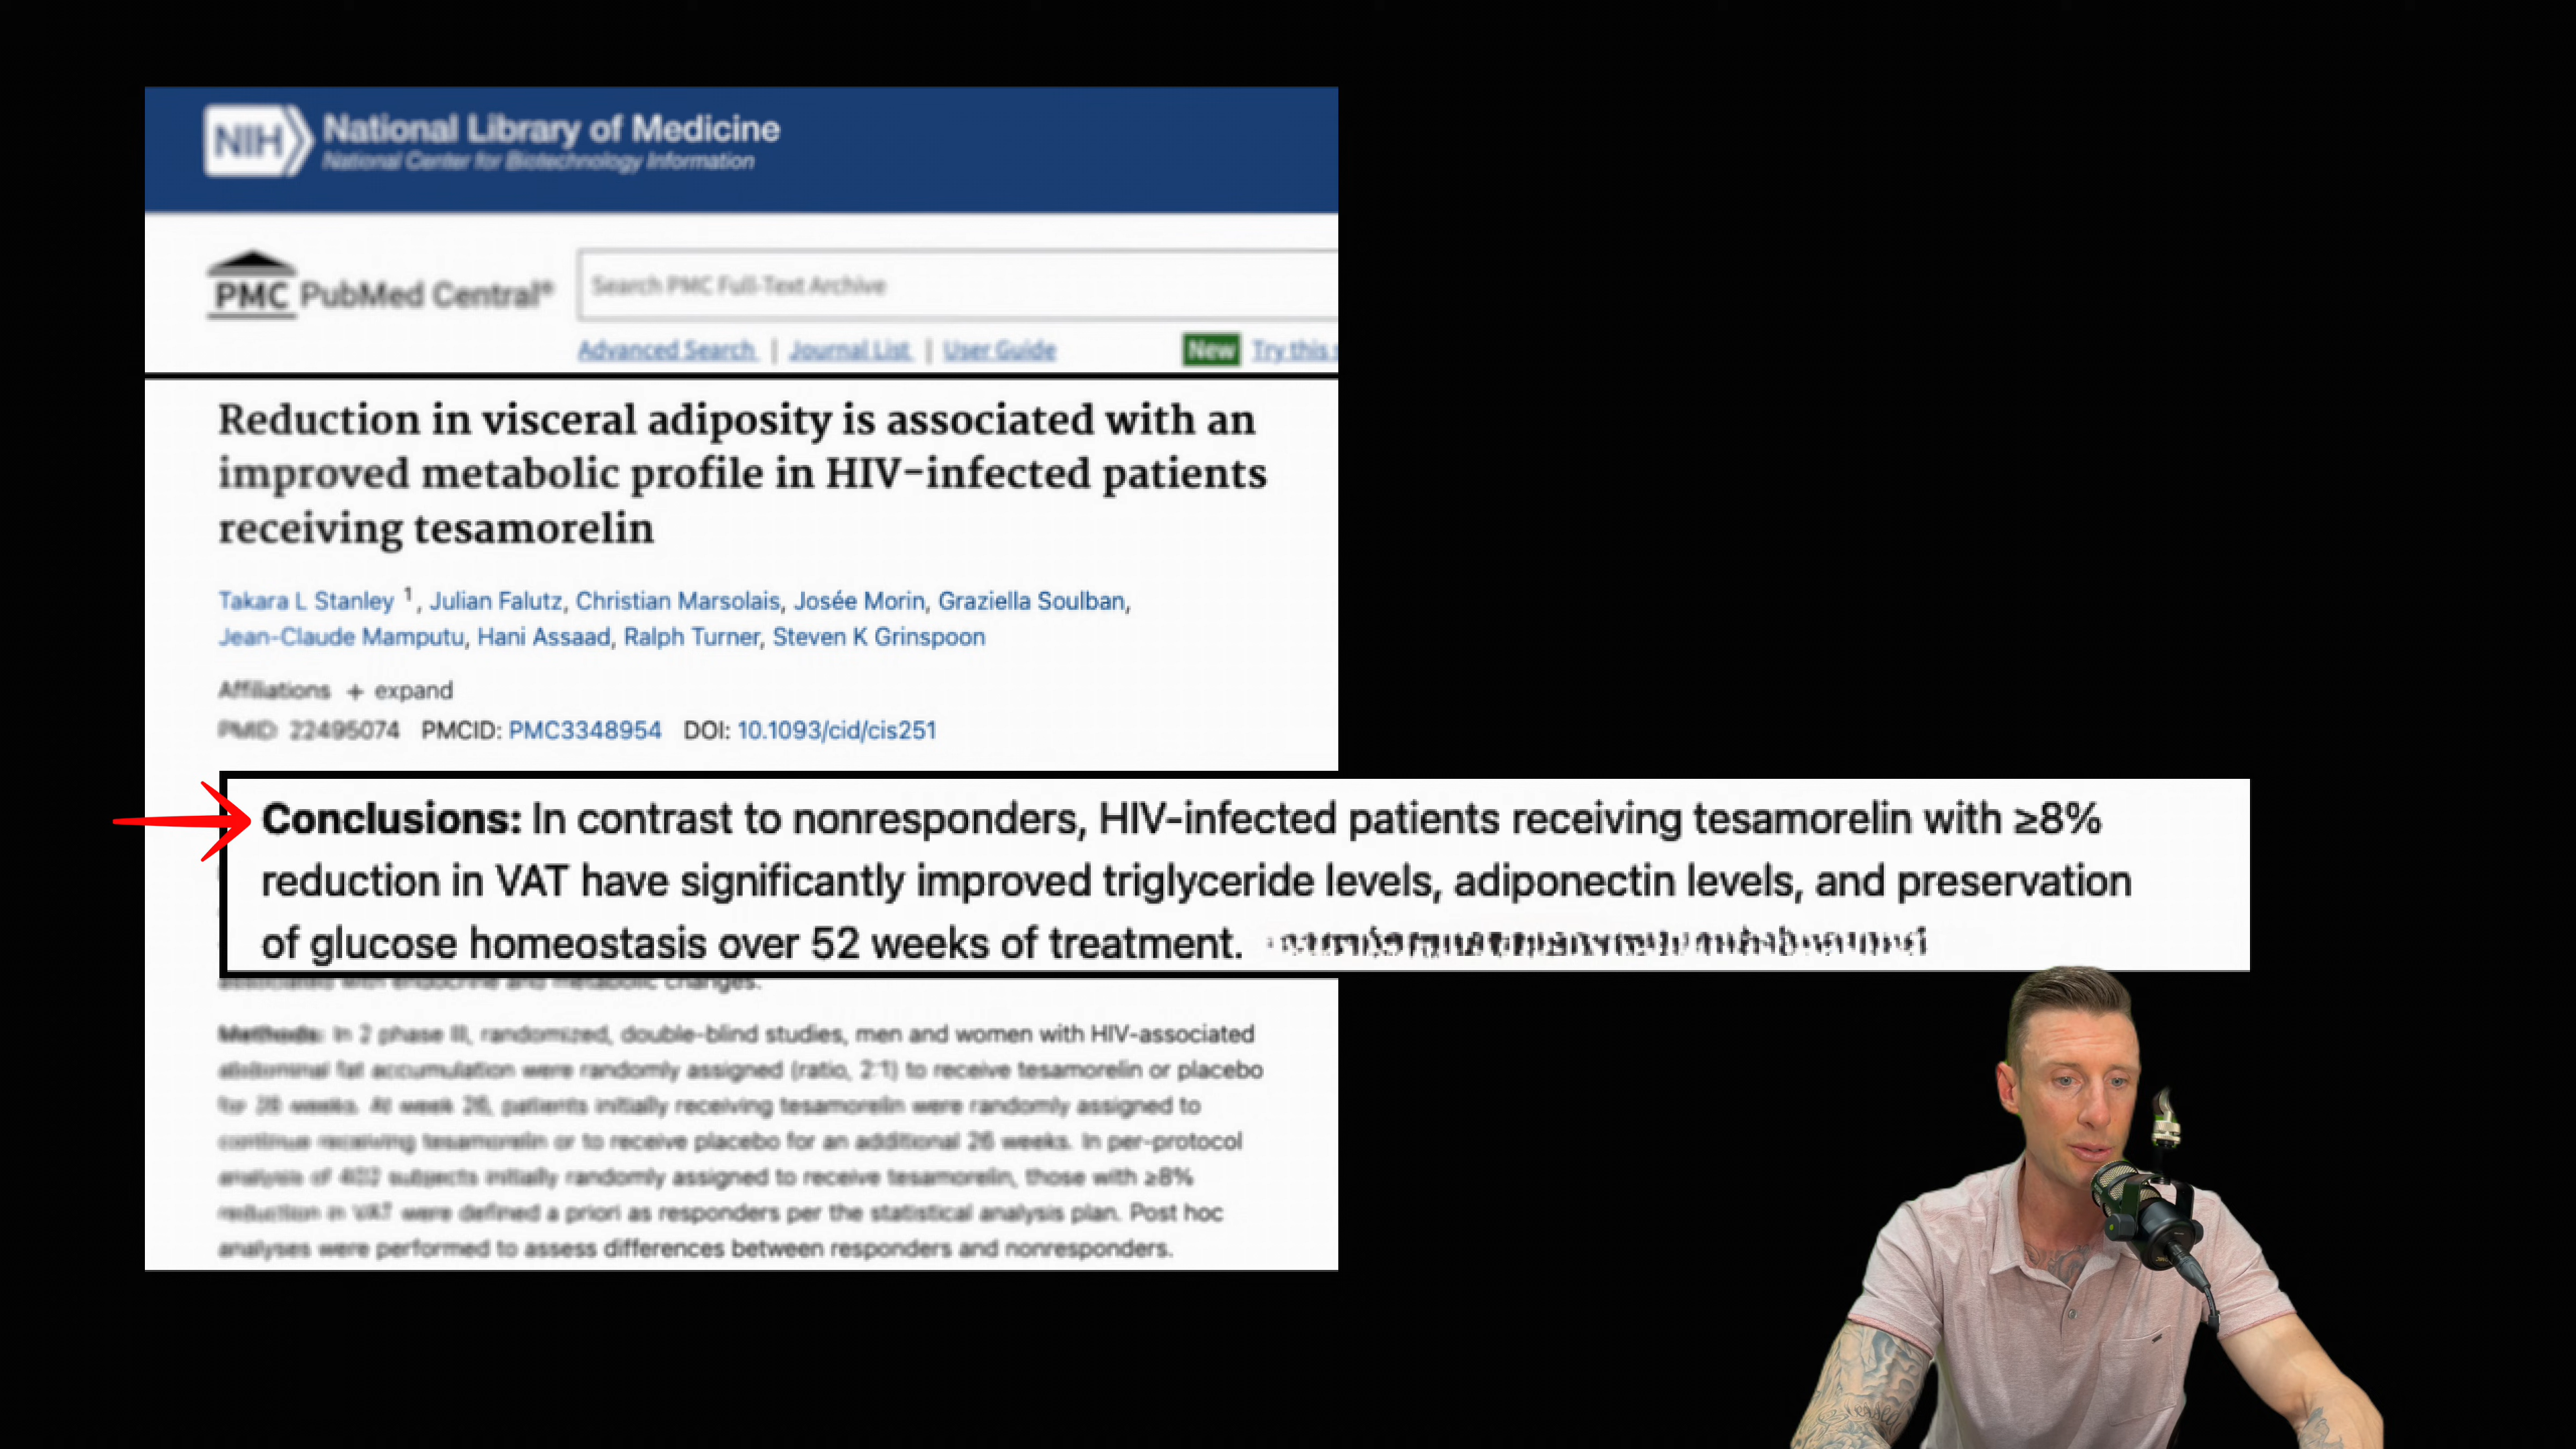 NIH National Library of Medicine
National Center for Biotechnology Information
PMC PubMed Central®
Search PMC Full-Text Archive
Advanced Search | Journal List | User Guide
New Try this
Reduction in visceral adiposity is associated with an
improved metabolic profile in HIV-infected patients
receiving tesamorelin
Takara L Stanley 1, Julian Falutz, Christian Marsolais, Josée Morin, Graziella Soulban,
Jean-Claude Mamputu, Hani Assaad, Ralph Turner, Steven K Grinspoon
Affiliations + expand
PMID: 22495074 PMCID: PMC3348954 DOI: 10.1093/cid/cis251
Conclusions: In contrast to nonresponders, HIV-infected patients receiving tesamorelin with ≥8%
reduction in VAT have significantly improved triglyceride levels, adiponectin levels, and preservation
of glucose homeostasis over 52 weeks of treatment.
associated with endocrine and metabolic changes.
Methods: In 2 phase III, randomized, double-blind studies, men and women with HIV-associated
abdominal fat accumulation were randomly assigned (ratio, 2:1) to receive tesamorelin or placebo
for 26 weeks. At week 26, patients initially receiving tesamorelin were randomly assigned to
continue receiving tesamorelin or to receive placebo for an additional 26 weeks. In per-protocol
analysis of 402 subjects initially randomly assigned to receive tesamorelin, those with ≥8%
reduction in VAT were defined a priori as responders per the statistical analysis plan. Post hoc
analyses were performed to assess differences between responders and nonresponders.